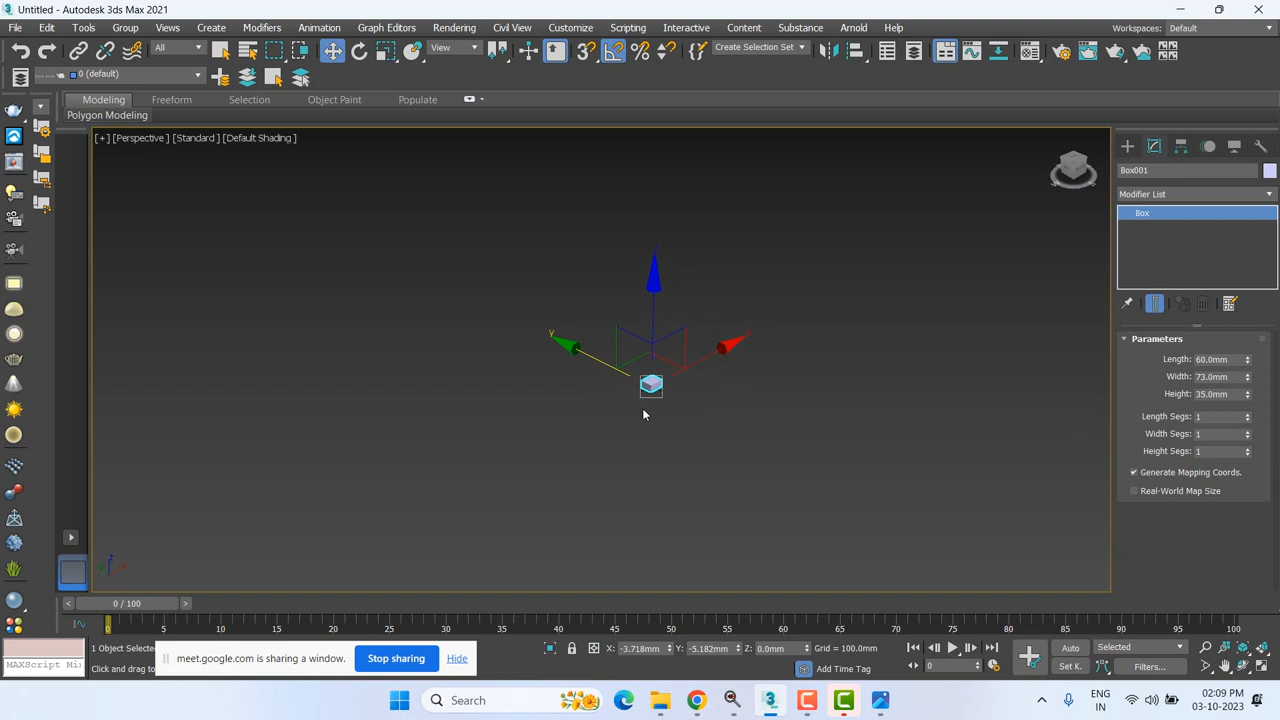 Untitled - Autodesk 3ds Max 2021
File Edit Tools Group Views Create Modifiers Animation Graph Editors Rendering Civil View Customize Scripting Interactive Content Substance Arnold Help Workspaces: Default
All View Create Selection Set
0 (default)
Modeling Freeform Selection Object Paint Populate
Polygon Modeling
[+] [Perspective ] [Standard ] [Default Shading ]
Box001
Modifier List
Box
y
Parameters
Length: 60.0mm
Width: 73.0mm
Height: 35.0mm
Length Segs: 1
Width Segs: 1
Height Segs: 1
Generate Mapping Coords.
Real-World Map Size
0 / 100
0 5 15 20 25 30 35 40 45 50 55 60 65 70 75 80 85 90 95 100
1 Object Selected X: -3.718mm Y: -5.182mm Z: 0.0mm Grid = 100.0mm Auto Selected
MAXScript Mi Click and drag to Add Time Tag 0 Set K. Filters...
meet.google.com is sharing a window. Stop sharing Hide
Search
ENG
IN
02:09 PM
03-10-2023